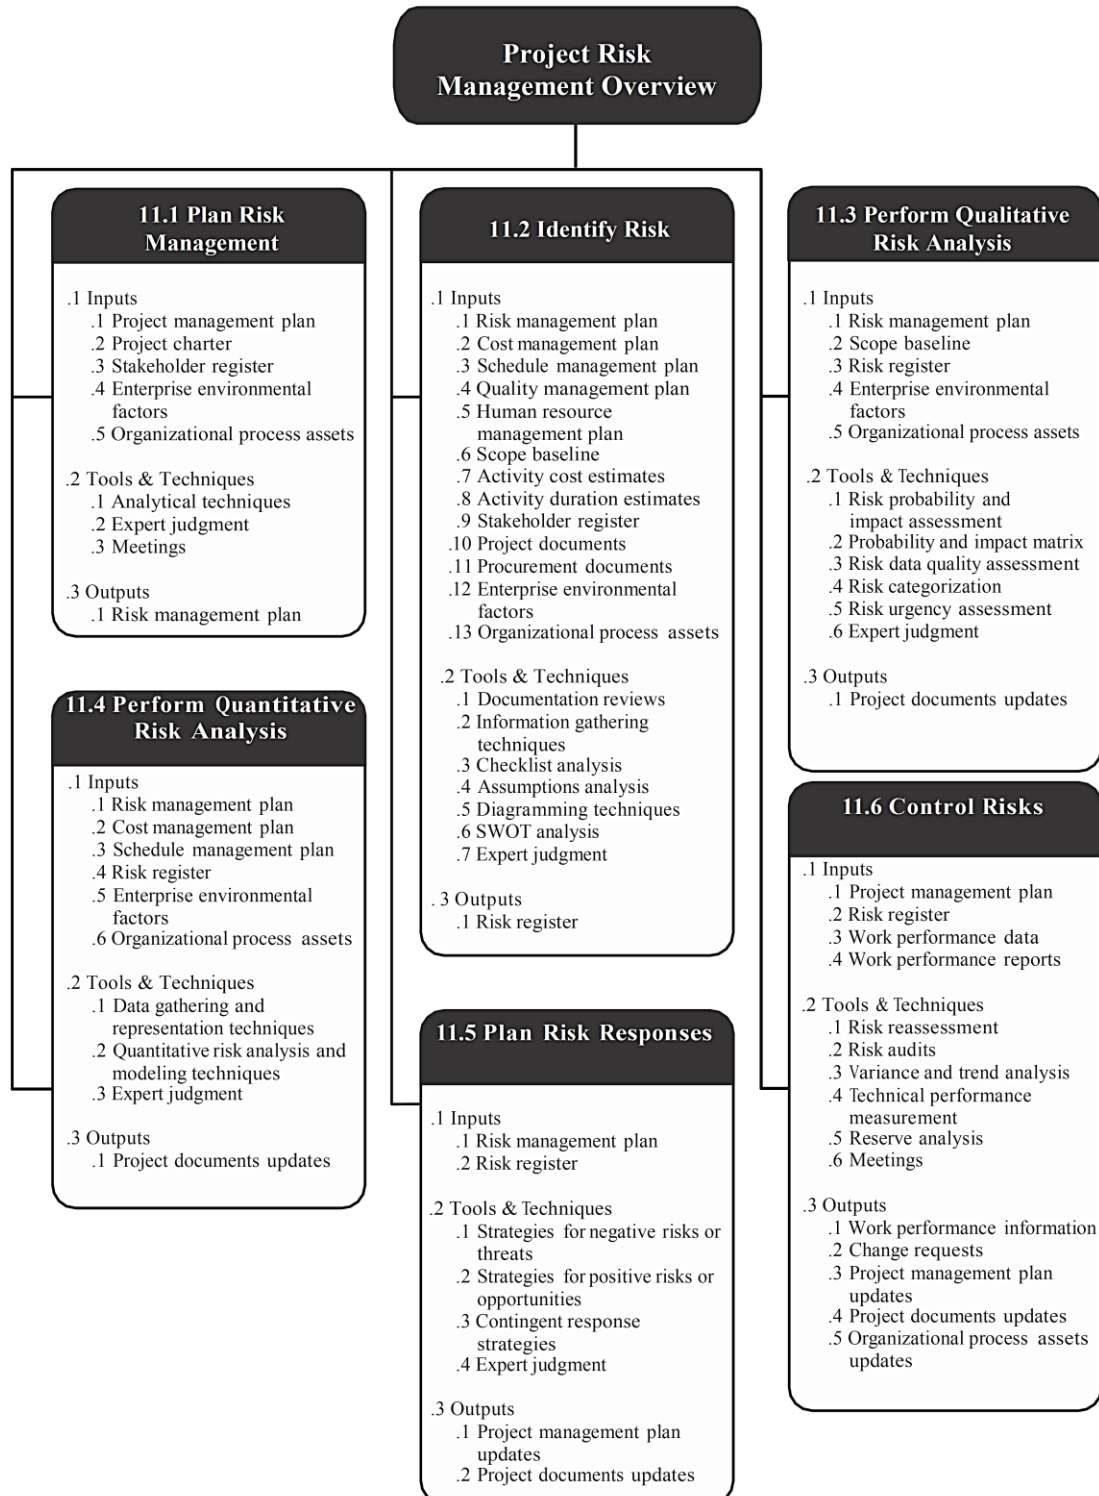 Project Risk
Management Overview
11.1 Plan Risk
Management
.1 Inputs
.1 Project management plan
.2 Project charter
.3 Stakeholder register
.4 Enterprise environmental
factors
.5 Organizational process assets
.2 Tools & Techniques
.1 Analytical techniques
.2 Expert judgment
.3 Meetings
.3 Outputs
.1 Risk management plan
11.2 Identify Risk
.1 Inputs
.1 Risk management plan
.2 Cost management plan
.3 Schedule management plan
.4 Quality management plan
.5 Human resource
management plan
.6 Scope baseline
.7 Activity cost estimates
.8 Activity duration estimates
.9 Stakeholder register
.10 Project documents
.11 Procurement documents
.12 Enterprise environmental
factors
.13 Organizational process assets
.2 Tools & Techniques
.1 Documentation reviews
.2 Information gathering
techniques
.3 Checklist analysis
.4 Assumptions analysis
.5 Diagramming techniques
.6 SWOT analysis
.7 Expert judgment
.3 Outputs
.1 Risk register
11.3 Perform Qualitative
Risk Analysis
.1 Inputs
.1 Risk management plan
.2 Scope baseline
.3 Risk register
.4 Enterprise environmental
factors
.5 Organizational process assets
.2 Tools & Techniques
.1 Risk probability and
impact assessment
.2 Probability and impact matrix
.3 Risk data quality assessment
.4 Risk categorization
.5 Risk urgency assessment
.6 Expert judgment
.3 Outputs
.1 Project documents updates
11.4 Perform Quantitative
Risk Analysis
.1 Inputs
.1 Risk management plan
.2 Cost management plan
.3 Schedule management plan
.4 Risk register
.5 Enterprise environmental
factors
.6 Organizational process assets
.2 Tools & Techniques
.1 Data gathering and
representation techniques
.2 Quantitative risk analysis and
modeling techniques
.3 Expert judgment
.3 Outputs
.1 Project documents updates
11.5 Plan Risk Responses
.1 Inputs
.1 Risk management plan
.2 Risk register
.2 Tools & Techniques
.1 Strategies for negative risks or
threats
.2 Strategies for positive risks or
opportunities
.3 Contingent response
strategies
.4 Expert judgment
.3 Outputs
.1 Project management plan
updates
.2 Project documents updates
11.6 Control Risks
.1 Inputs
.1 Project management plan
.2 Risk register
.3 Work performance data
.4 Work performance reports
.2 Tools & Techniques
.1 Risk reassessment
.2 Risk audits
.3 Variance and trend analysis
.4 Technical performance
measurement
.5 Reserve analysis
.6 Meetings
.3 Outputs
.1 Work performance information
.2 Change requests
.3 Project management plan
updates
.4 Project documents updates
.5 Organizational process assets
updates